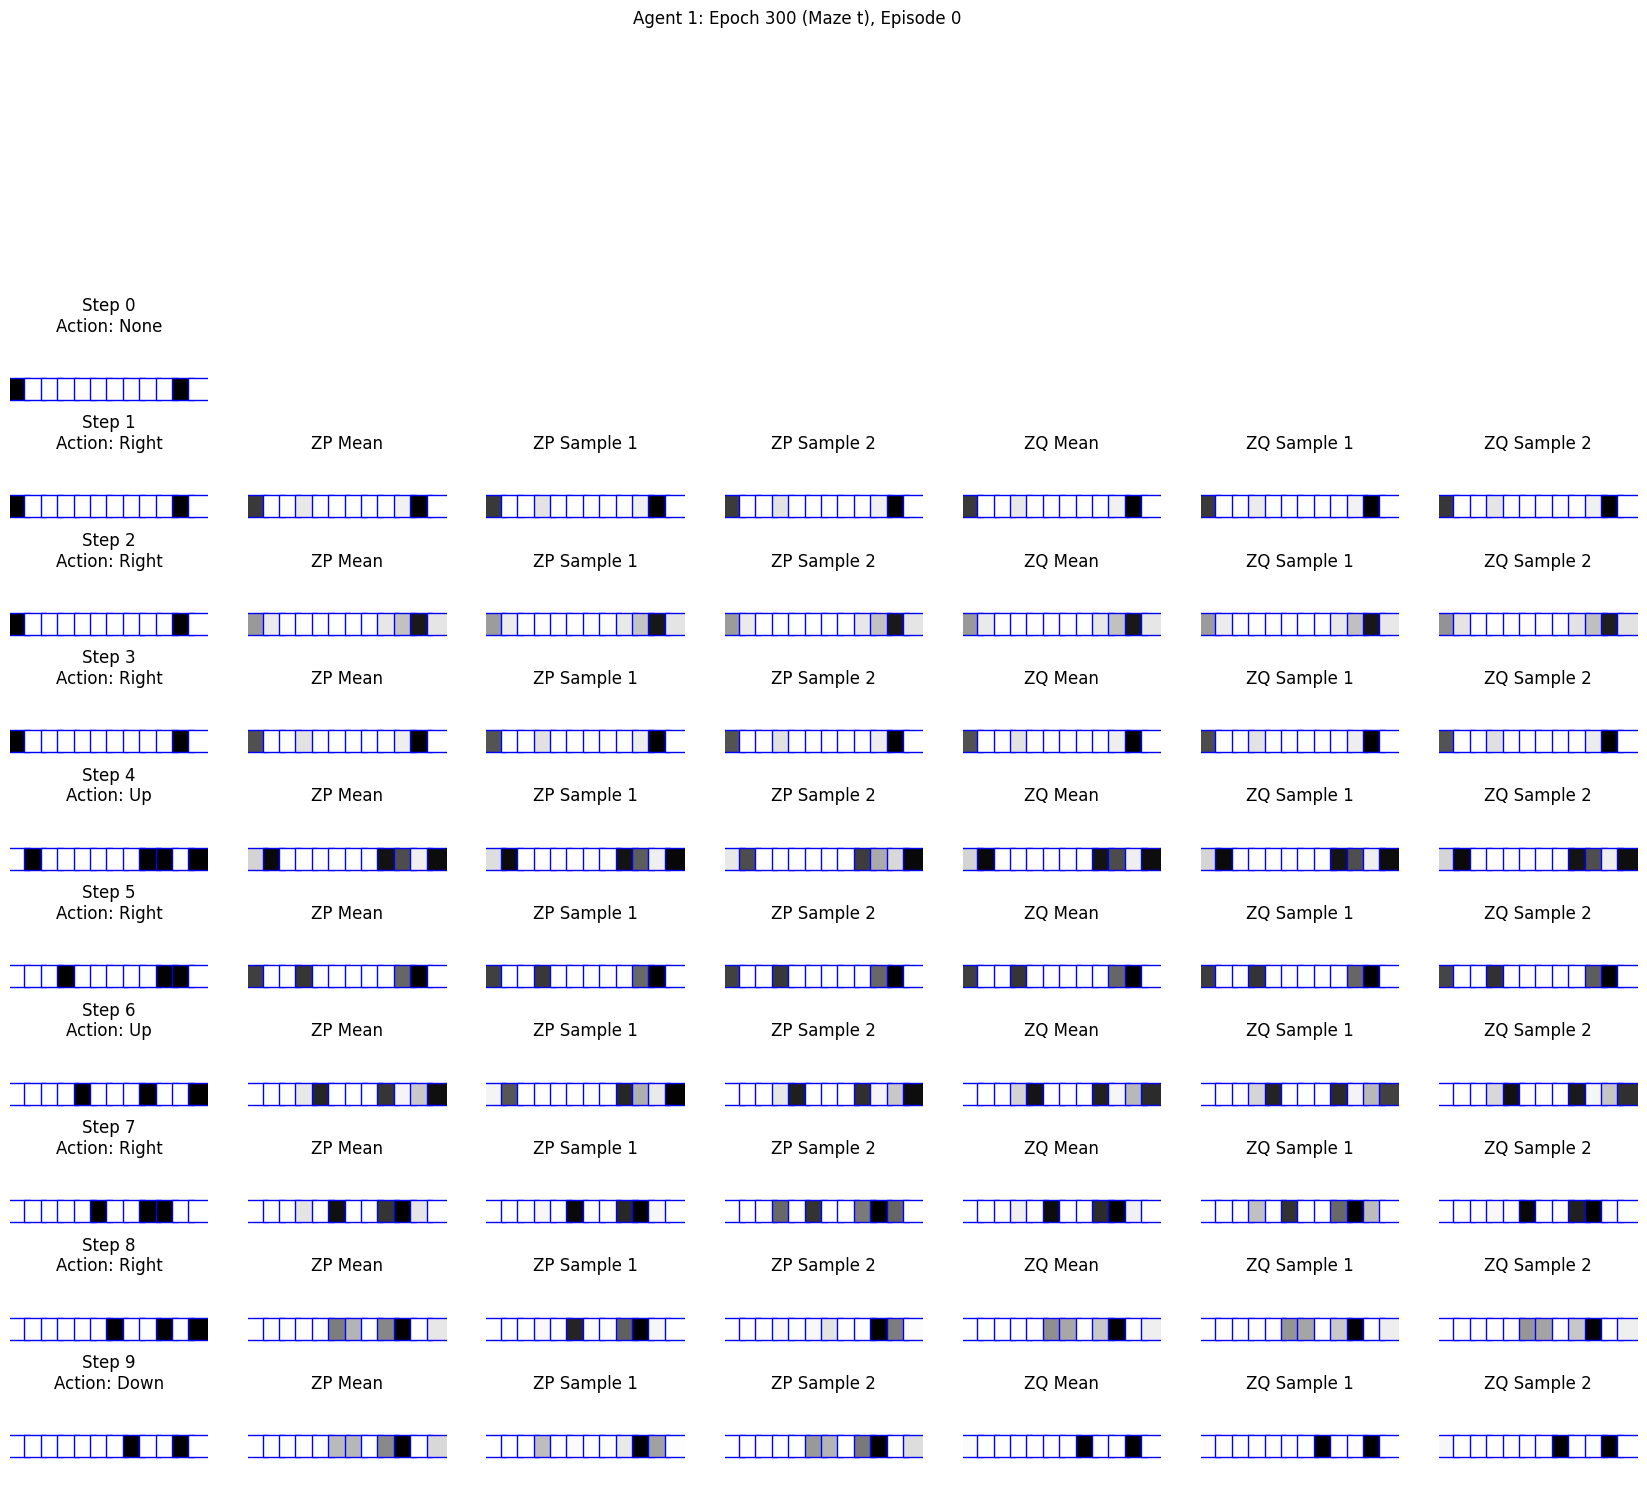 Agent 1: Epoch 300 (Maze t), Episode 0
Step 0
Action: None
Step 1
Action: Right
ZP Mean
ZP Sample 1
ZP Sample 2
ZQ Mean
ZQ Sample 1
ZQ Sample 2
Step 2
Action: Right
ZP Mean
ZP Sample 1
ZP Sample 2
ZQ Mean
ZQ Sample 1
ZQ Sample 2
Step 3
Action: Right
ZP Mean
ZP Sample 1
ZP Sample 2
ZQ Mean
ZQ Sample 1
ZQ Sample 2
Step 4
Action: Up
ZP Mean
ZP Sample 1
ZP Sample 2
ZQ Mean
ZQ Sample 1
ZQ Sample 2
Step 5
Action: Right
ZP Mean
ZP Sample 1
ZP Sample 2
ZQ Mean
ZQ Sample 1
ZQ Sample 2
Step 6
Action: Up
ZP Mean
ZP Sample 1
ZP Sample 2
ZQ Mean
ZQ Sample 1
ZQ Sample 2
Step 7
Action: Right
ZP Mean
ZP Sample 1
ZP Sample 2
ZQ Mean
ZQ Sample 1
ZQ Sample 2
Step 8
Action: Right
ZP Mean
ZP Sample 1
ZP Sample 2
ZQ Mean
ZQ Sample 1
ZQ Sample 2
Step 9
Action: Down
ZP Mean
ZP Sample 1
ZP Sample 2
ZQ Mean
ZQ Sample 1
ZQ Sample 2